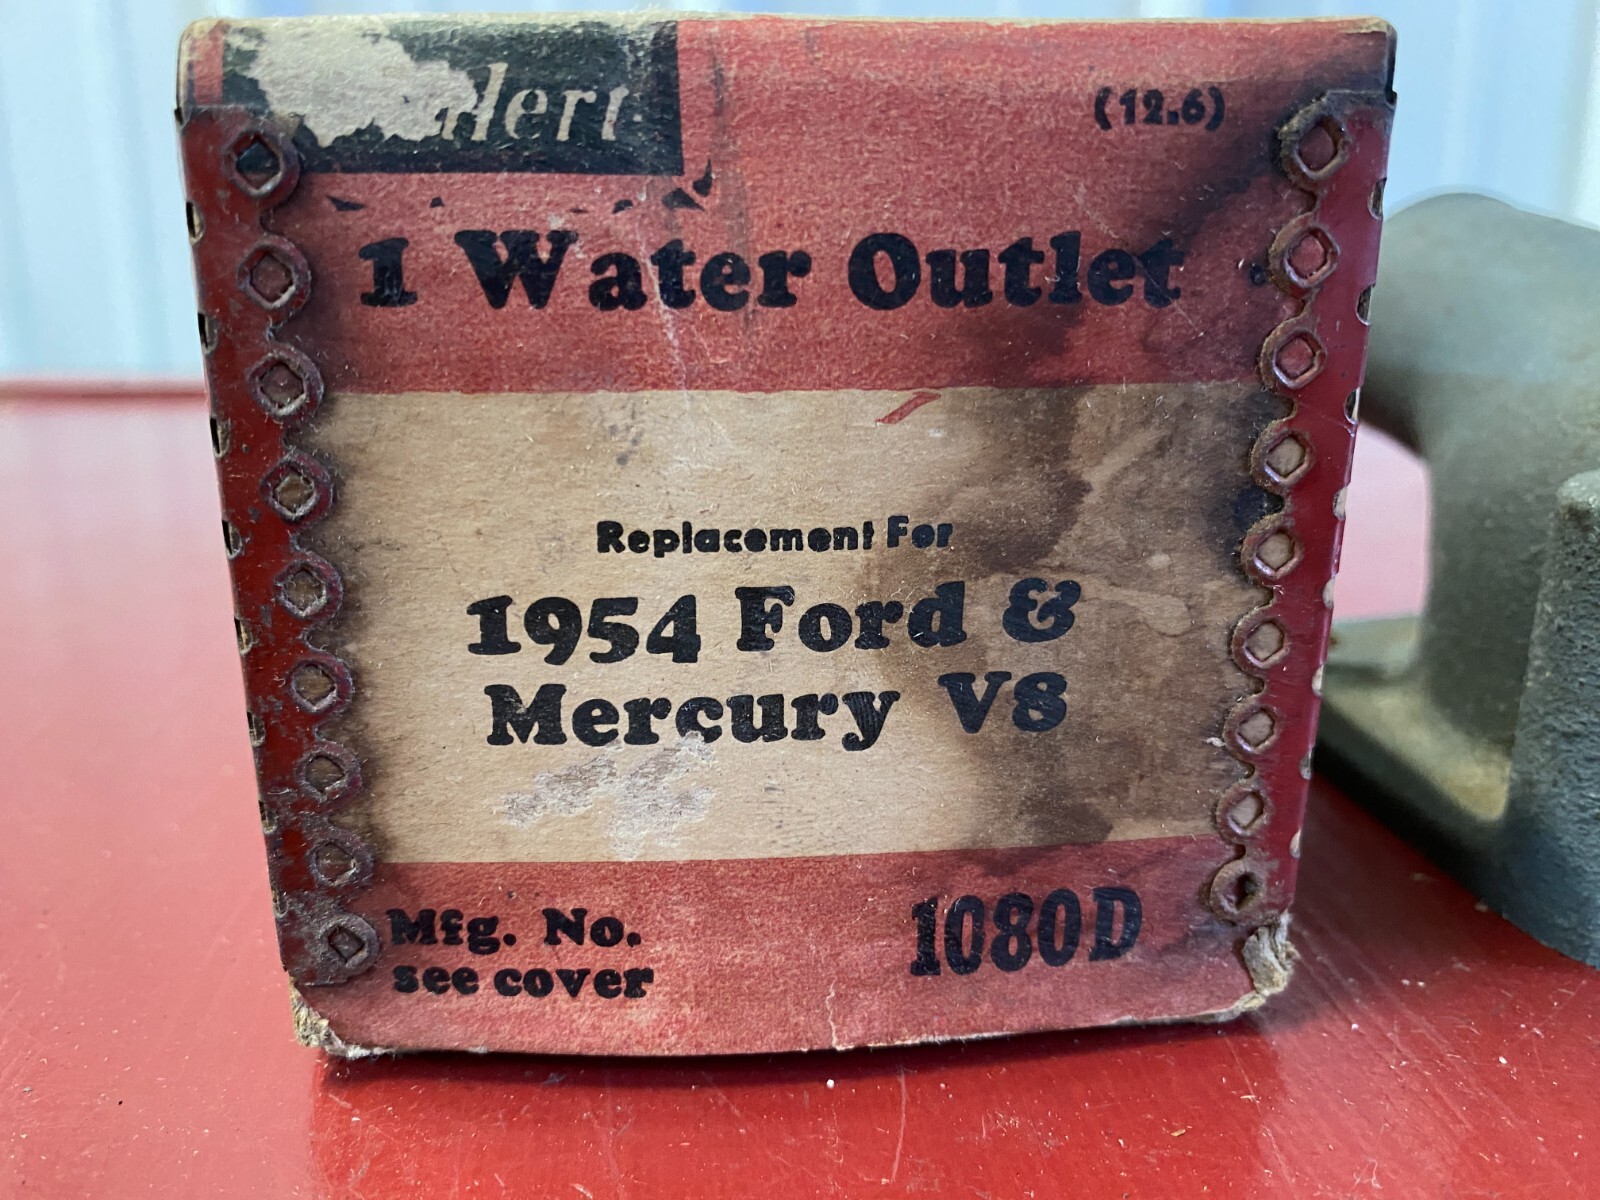 (12.6)
1 Water Outlet
Replacement For
1954 Ford &
Mercury V8
Mfg. No.
see cover
1080D